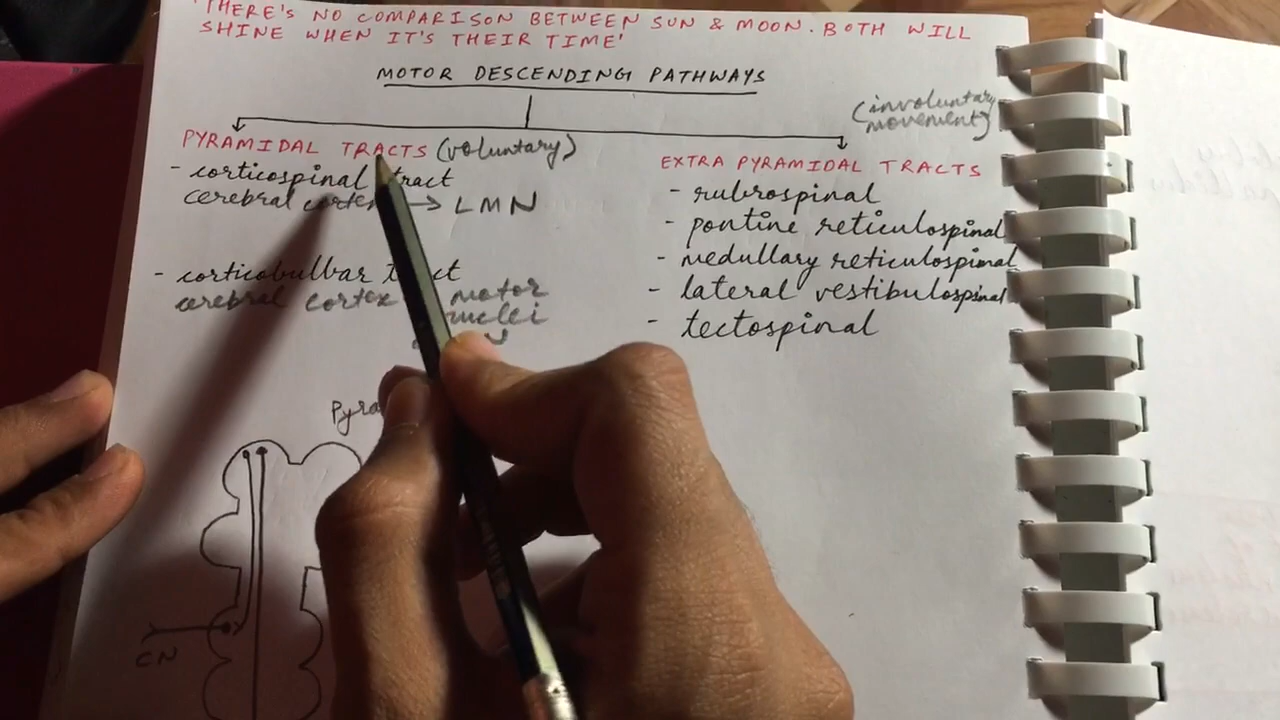 'THERE'S NO COMPARISON BETWEEN SUN & MOON. BOTH WILL
SHINE WHEN IT'S THEIR TIME'
MOTOR DESCENDING PATHWAYS
PYRAMIDAL TRACTS (voluntary)
- corticospinal tract
cerebral cortex → LMN
- corticobulbar
cerebral cortex motor
nuclei
(involuntary
movement)
EXTRA PYRAMIDAL TRACTS
- rubrospinal
- pontine reticulospinal
- medullary reticulospinal
- lateral vestibulospinal
- tectospinal
CN